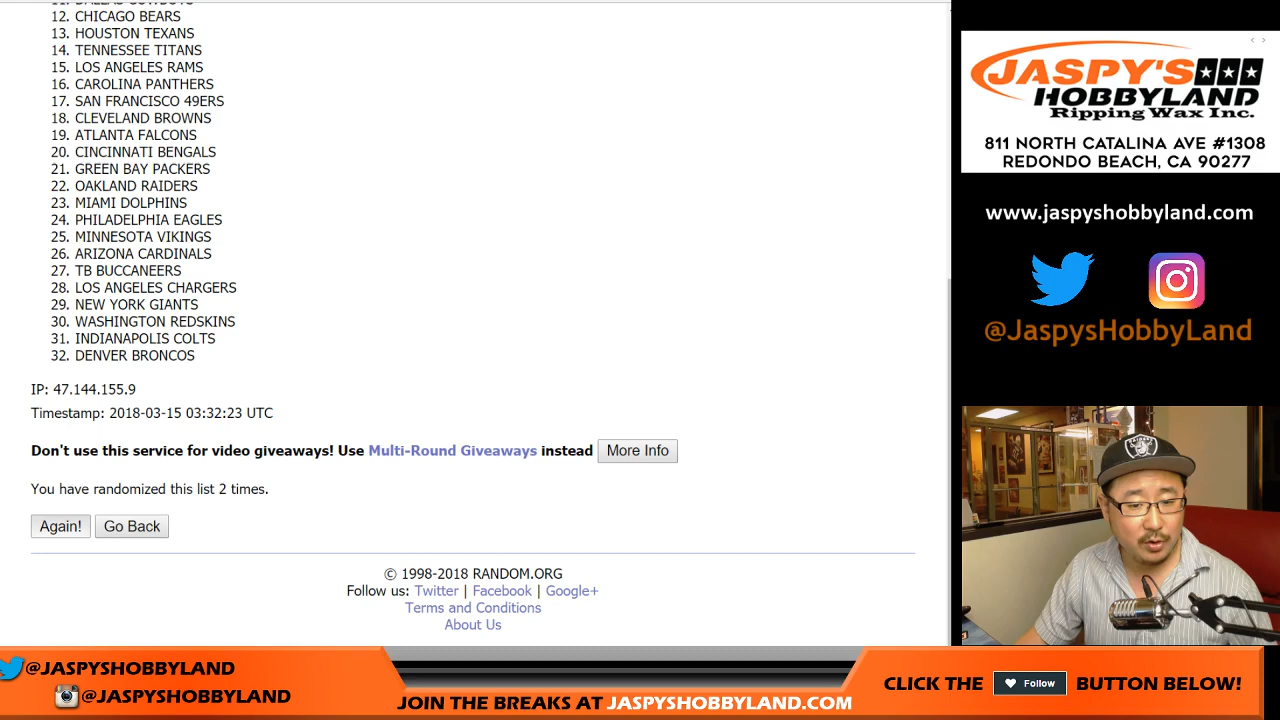 11. DALLAS COWBOYS
12. CHICAGO BEARS
13. HOUSTON TEXANS
14. TENNESSEE TITANS
15. LOS ANGELES RAMS
16. CAROLINA PANTHERS
17. SAN FRANCISCO 49ERS
18. CLEVELAND BROWNS
19. ATLANTA FALCONS
20. CINCINNATI BENGALS
21. GREEN BAY PACKERS
22. OAKLAND RAIDERS
23. MIAMI DOLPHINS
24. PHILADELPHIA EAGLES
25. MINNESOTA VIKINGS
26. ARIZONA CARDINALS
27. TB BUCCANEERS
28. LOS ANGELES CHARGERS
29. NEW YORK GIANTS
30. WASHINGTON REDSKINS
31. INDIANAPOLIS COLTS
32. DENVER BRONCOS
IP: 47.144.155.9
Timestamp: 2018-03-15 03:32:23 UTC
Don't use this service for video giveaways! Use Multi-Round Giveaways instead More Info
You have randomized this list 2 times.
Again! Go Back
© 1998-2018 RANDOM.ORG
Follow us: Twitter | Facebook | Google+
Terms and Conditions
About Us
JASPY'S
HOBBYLAND
Ripping Wax Inc.
811 NORTH CATALINA AVE #1308
REDONDO BEACH, CA 90277
www.jaspyshobbyland.com
@JaspysHobbyLand
RAIDERS
@JASPYSHOBBYLAND
@JASPYSHOBBYLAND
JOIN THE BREAKS AT JASPYSHOBBYLAND.COM
CLICK THE Follow BUTTON BELOW!